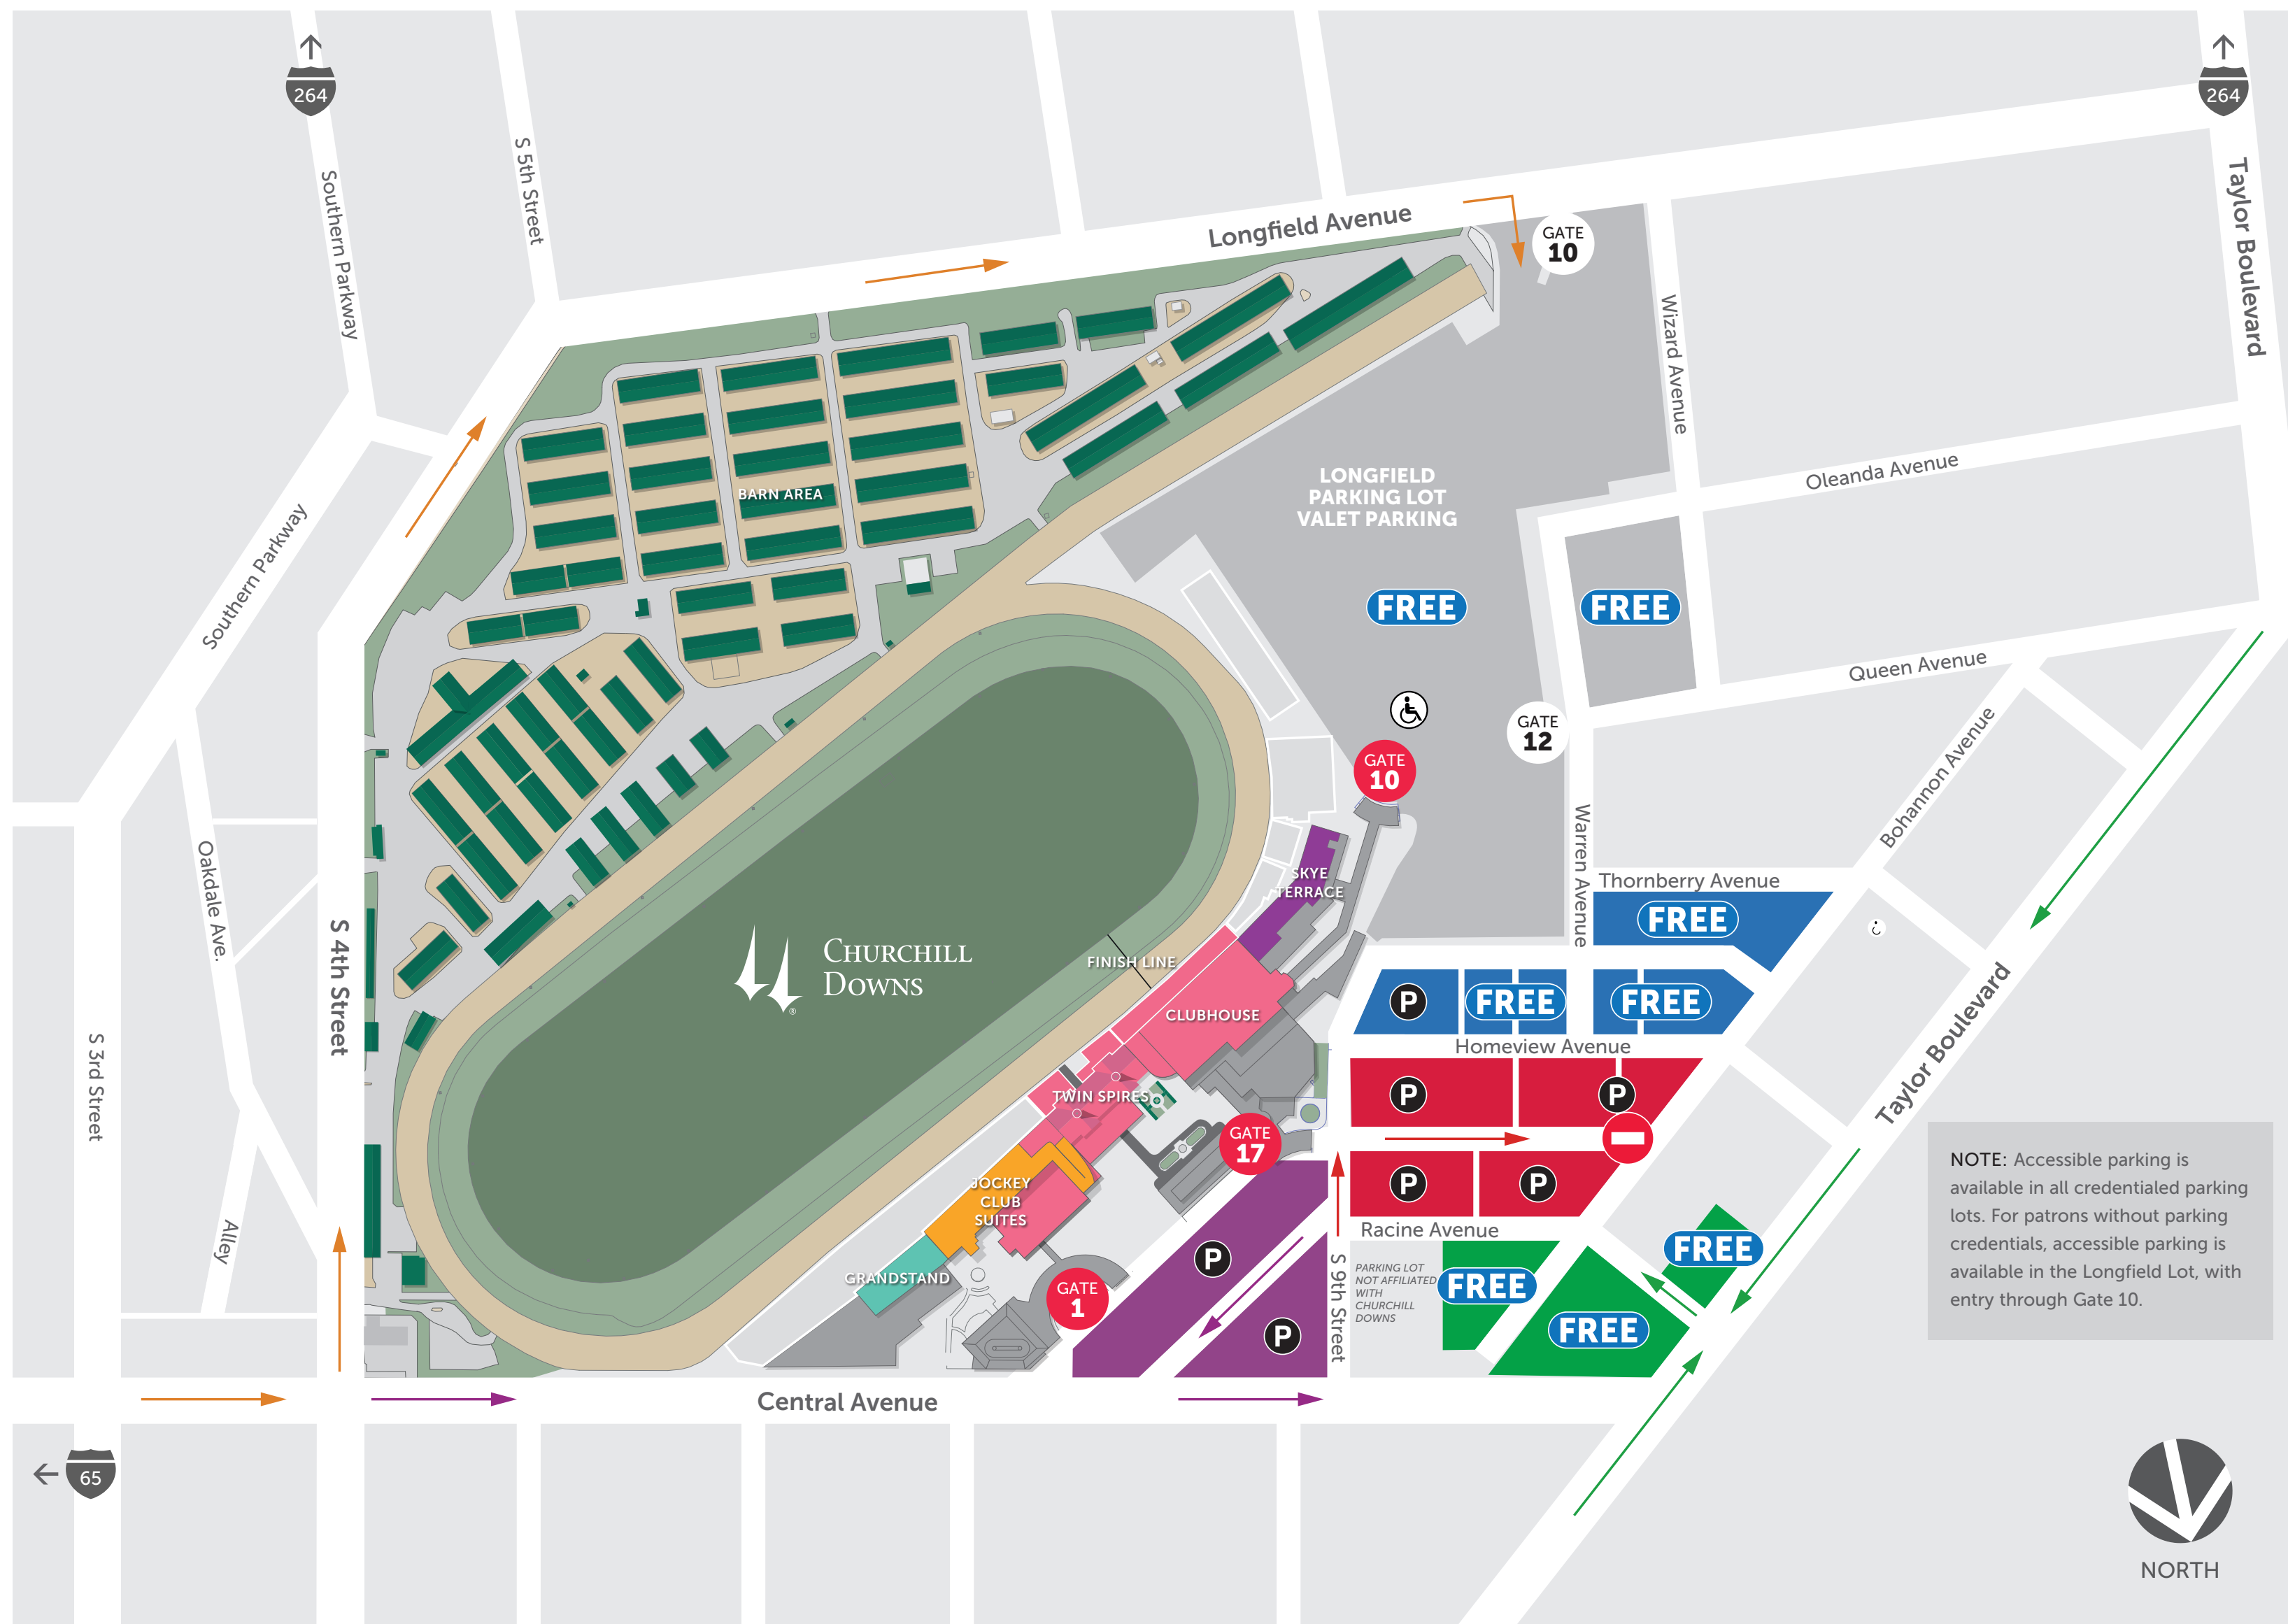 264
264
Southern Parkway
S 5th Street
Taylor Boulevard
Longfield Avenue
GATE
10
Wizard Avenue
BARN AREA
LONGFIELD
PARKING LOT
VALET PARKING
Oleanda Avenue
Southern Parkway
FREE
FREE
Queen Avenue
GATE
12
GATE
10
Bohannon Avenue
Warren Avenue
Oakdale Ave.
SKYE
TERRACE
Thornberry Avenue
FREE
S 4th Street
CHURCHILL
DOWNS
®
FINISH LINE
CLUBHOUSE
P
FREE
FREE
Taylor Boulevard
S 3rd Street
Homeview Avenue
TWIN SPIRES
P
P
GATE
17
NOTE: Accessible parking is
available in all credentialed parking
lots. For patrons without parking
credentials, accessible parking is
available in the Longfield Lot, with
entry through Gate 10.
JOCKEY
CLUB
SUITES
P
P
Alley
Racine Avenue
P
FREE
GRANDSTAND
GATE
1
S 9th Street
PARKING LOT
NOT AFFILIATED
WITH
CHURCHILL
DOWNS
FREE
P
FREE
Central Avenue
65
NORTH